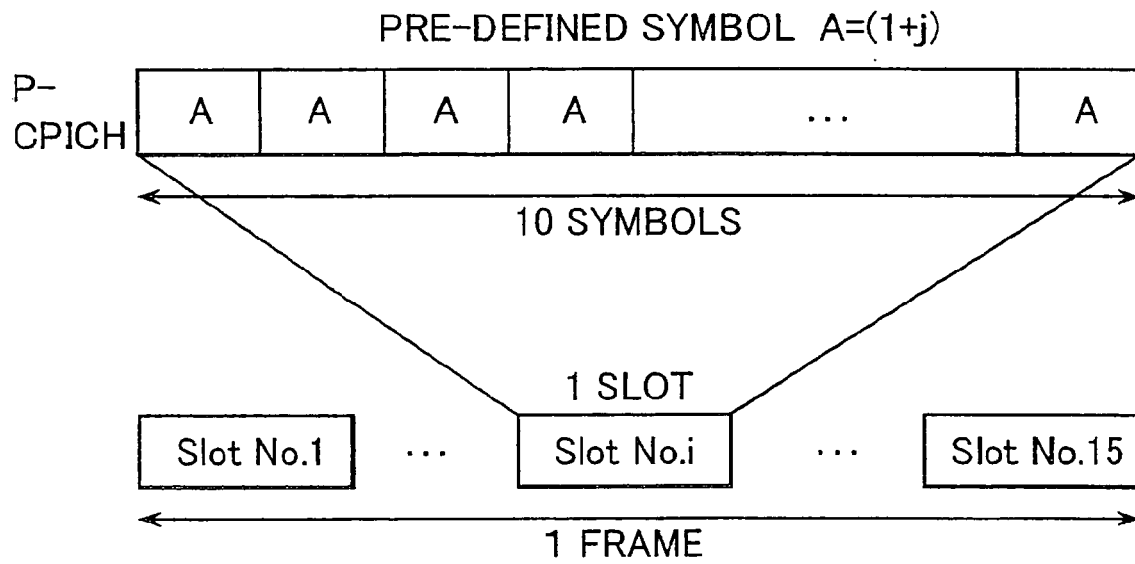 PRE-DEFINED SYMBOL A=(1+j)
P-
CPICH
A A A A ... A
10 SYMBOLS
1 SLOT
Slot No.1 ... Slot No.i ... Slot No.15
1 FRAME